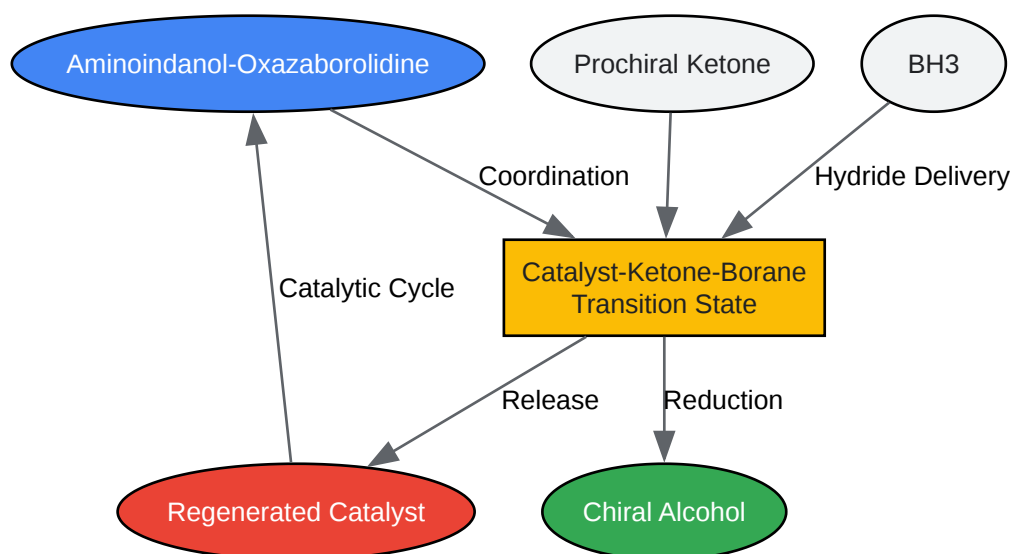 Aminoindanol-Oxazaborolidine
Prochiral Ketone
BH3
Coordination
Hydride Delivery
Catalyst-Ketone-Borane
Transition State
Catalytic Cycle
Release
Reduction
Regenerated Catalyst
Chiral Alcohol